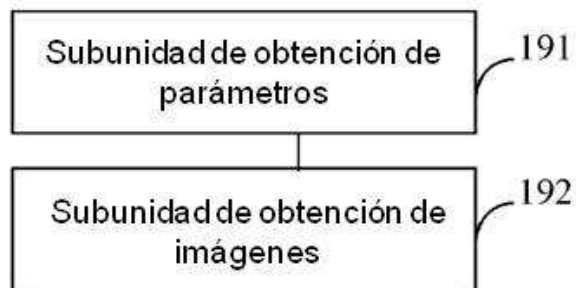 Subunidad de obtención de
parámetros
191
Subunidad de obtención de
imágenes
192